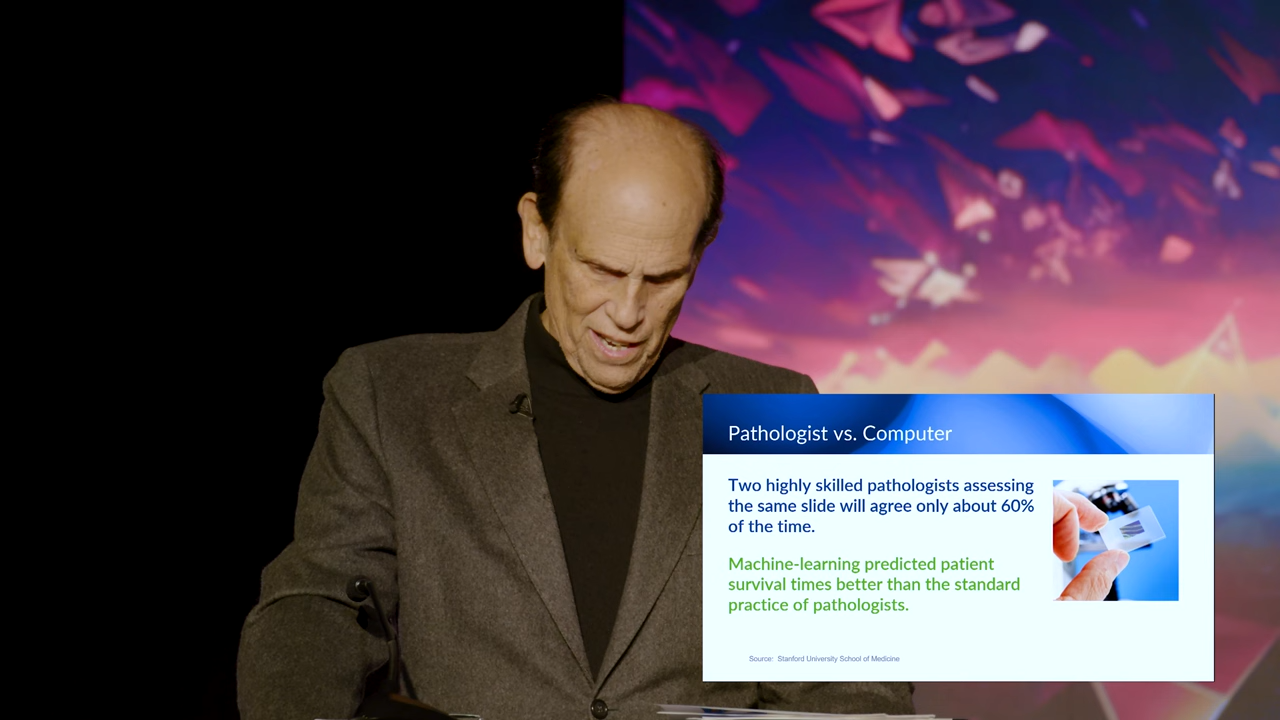 Pathologist vs. Computer
Two highly skilled pathologists assessing
the same slide will agree only about 60%
of the time.
Machine-learning predicted patient
survival times better than the standard
practice of pathologists.
Source: Stanford University School of Medicine